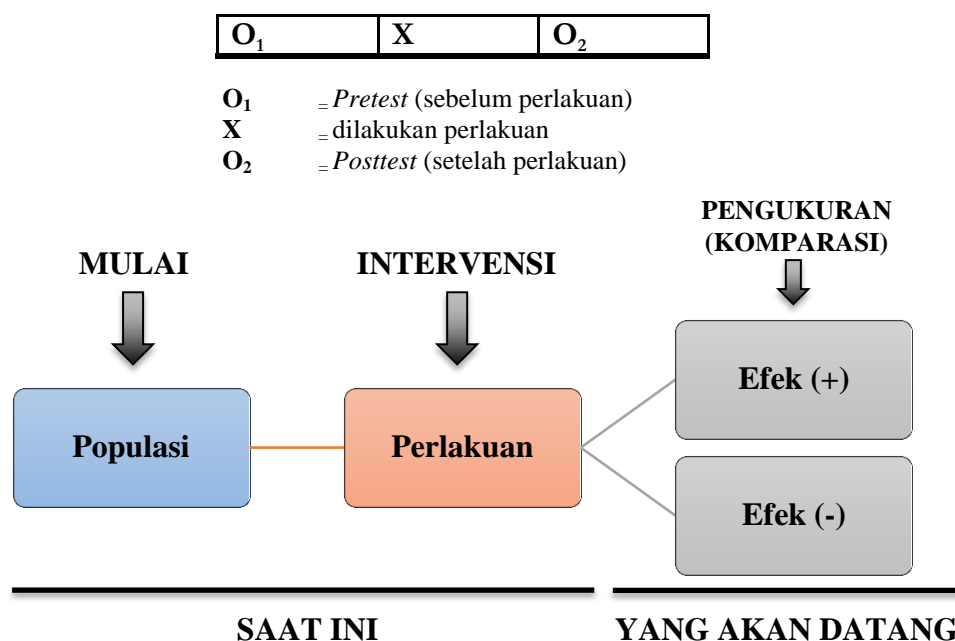 O₁ X O₂
O₁ = Pretest (sebelum perlakuan)
X = dilakukan perlakuan
O₂ = Posttest (setelah perlakuan)
PENGUKURAN
(KOMPARASI)
MULAI INTERVENSI
Efek (+)
Populasi Perlakuan
Efek (-)
SAAT INI YANG AKAN DATANG